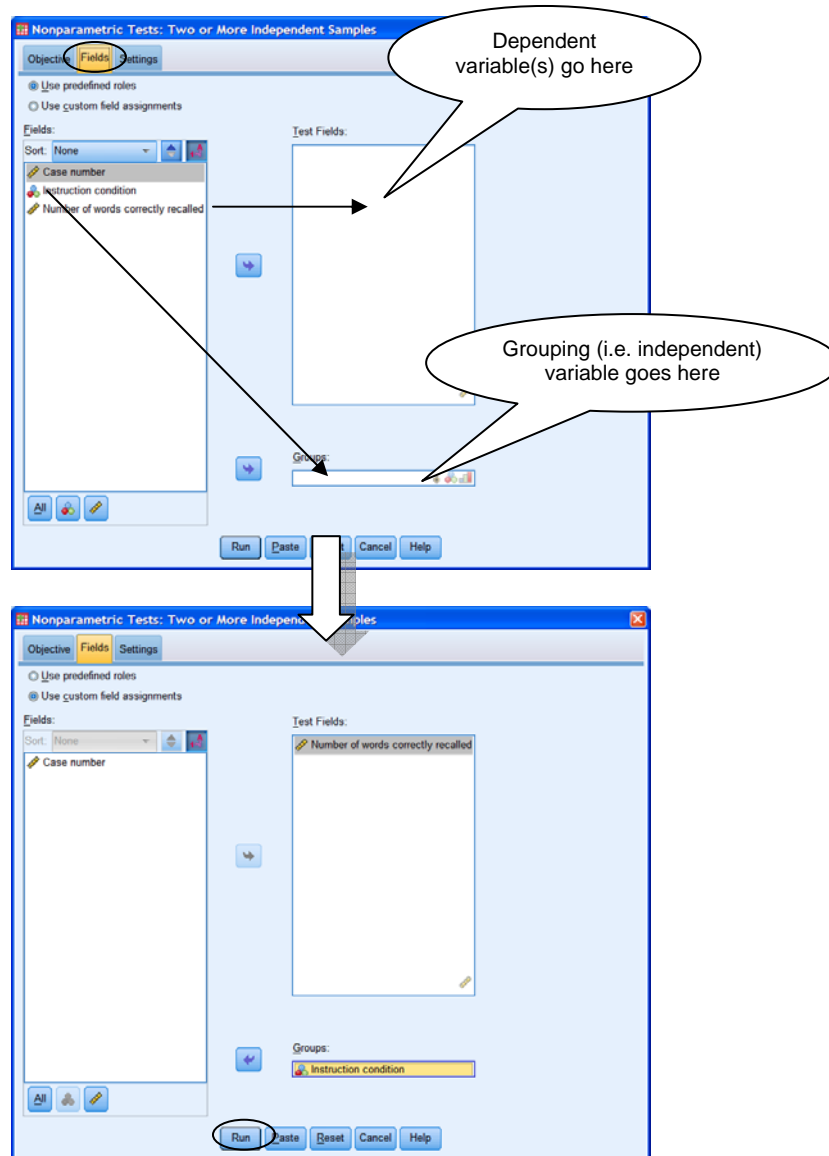 Nonparametric Tests: Two or More Independent Samples
Dependent
variable(s) go here
Objective Fields Settings
Use predefined roles
Use custom field assignments
Fields:
Sort: None
Test Fields:
Case number
Instruction condition
Number of words correctly recalled
Grouping (i.e. independent)
variable goes here
Groups:
All
Run Paste Cancel Help
Nonparametric Tests: Two or More
Objective Fields Settings
Use predefined roles
Use custom field assignments
Fields:
Sort: None
Test Fields:
Case number
Number of words correctly recalled
Groups:
Instruction condition
All
Run Paste Reset Cancel Help